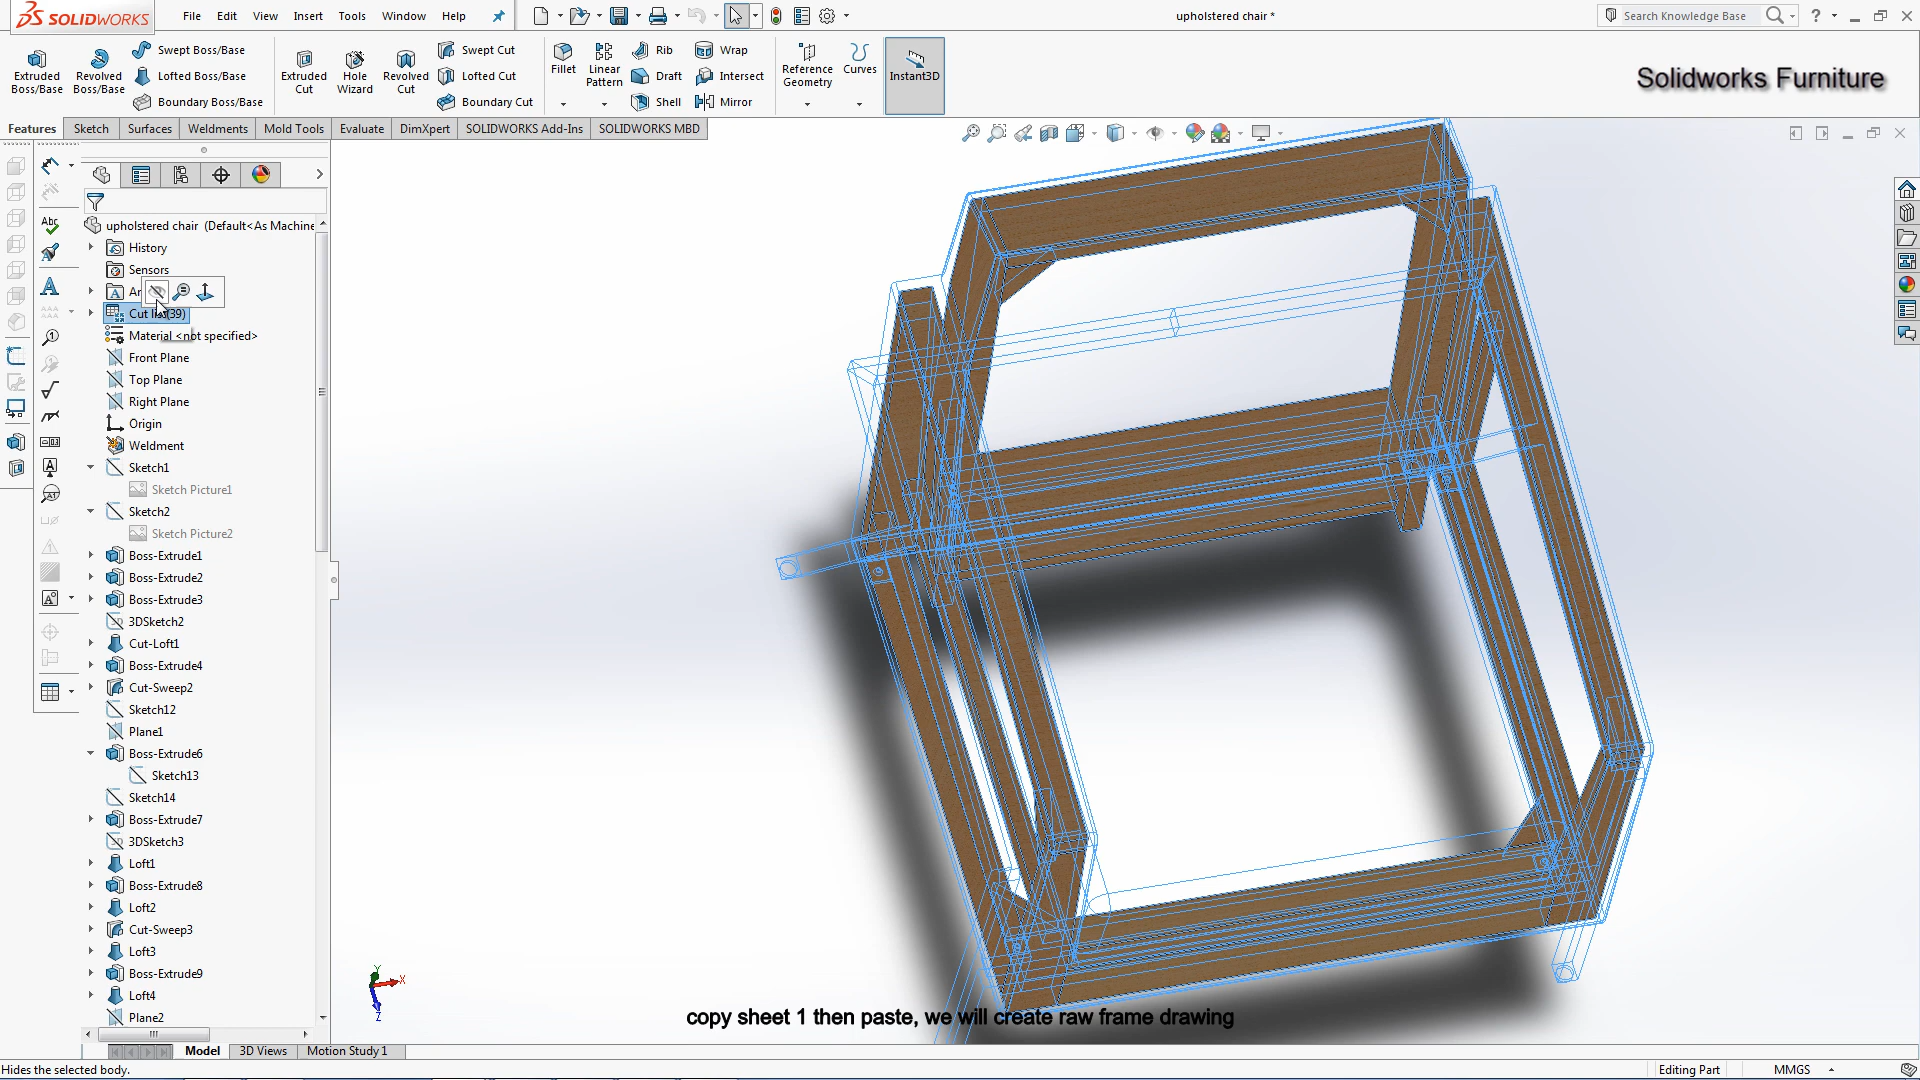 SOLIDWORKS
File Edit View Insert Tools Window Help
upholstered chair *
Search Knowledge Base
Extruded Boss/Base
Revolved Boss/Base
Swept Boss/Base
Lofted Boss/Base
Boundary Boss/Base
Extruded Cut
Hole Wizard
Revolved Cut
Swept Cut
Lofted Cut
Boundary Cut
Fillet
Linear Pattern
Rib
Draft
Shell
Wrap
Intersect
Mirror
Reference Geometry
Curves
Instant3D
Solidworks Furniture
Features Sketch Surfaces Weldments Mold Tools Evaluate DimXpert SOLIDWORKS Add-Ins SOLIDWORKS MBD
upholstered chair (Default<As Machine
History
Sensors
Material <not specified>
Front Plane
Top Plane
Right Plane
Origin
Weldment
Sketch1
Sketch Picture1
Sketch2
Sketch Picture2
Boss-Extrude1
Boss-Extrude2
Boss-Extrude3
3DSketch2
Cut-Loft1
Boss-Extrude4
Cut-Sweep2
Sketch12
Plane1
Boss-Extrude6
Sketch13
Sketch14
Boss-Extrude7
3DSketch3
Loft1
Boss-Extrude8
Loft2
Cut-Sweep3
Loft3
Boss-Extrude9
Loft4
Plane2
copy sheet 1 then paste, we will create raw frame drawing
Model 3D Views Motion Study 1
Hides the selected body.
Editing Part
MMGS